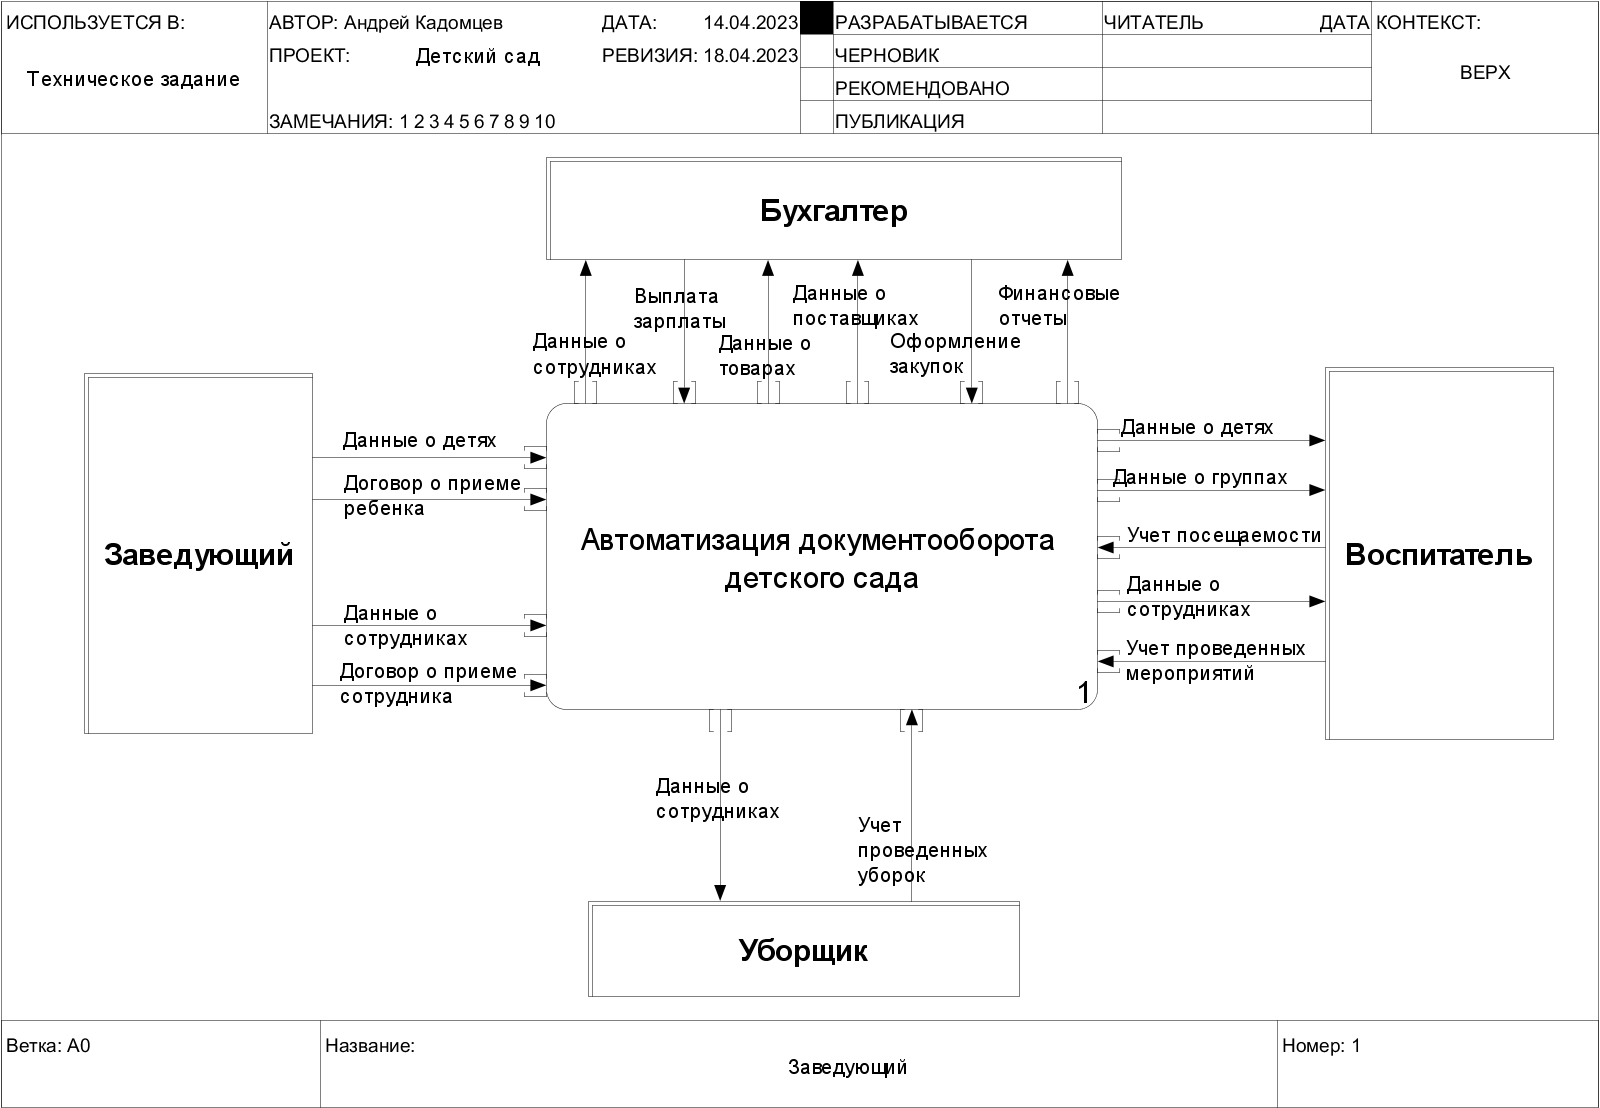 ИСПОЛЬЗУЕТСЯ В:
Техническое задание
АВТОР: Андрей Кадомцев
ДАТА: 14.04.2023
ПРОЕКТ: Детский сад
РЕВИЗИЯ: 18.04.2023
ЗАМЕЧАНИЯ: 1 2 3 4 5 6 7 8 9 10
РАЗРАБАТЫВАЕТСЯ
ЧЕРНОВИК
РЕКОМЕНДОВАНО
ПУБЛИКАЦИЯ
ЧИТАТЕЛЬ
ДАТА
КОНТЕКСТ:
ВЕРХ
Бухгалтер
Данные о
сотрудниках
Выплата
зарплаты
Данные о
товарах
Данные о
поставщиках
Оформление
закупок
Финансовые
отчеты
Заведующий
Данные о детях
Договор о приеме
ребенка
Данные о
сотрудниках
Договор о приеме
сотрудника
Автоматизация документооборота
детского сада
1
Данные о детях
Данные о группах
Учет посещаемости
Данные о
сотрудниках
Учет проведенных
мероприятий
Воспитатель
Данные о
сотрудниках
Учет
проведенных
уборок
Уборщик
Ветка: A0
Название:
Заведующий
Номер: 1